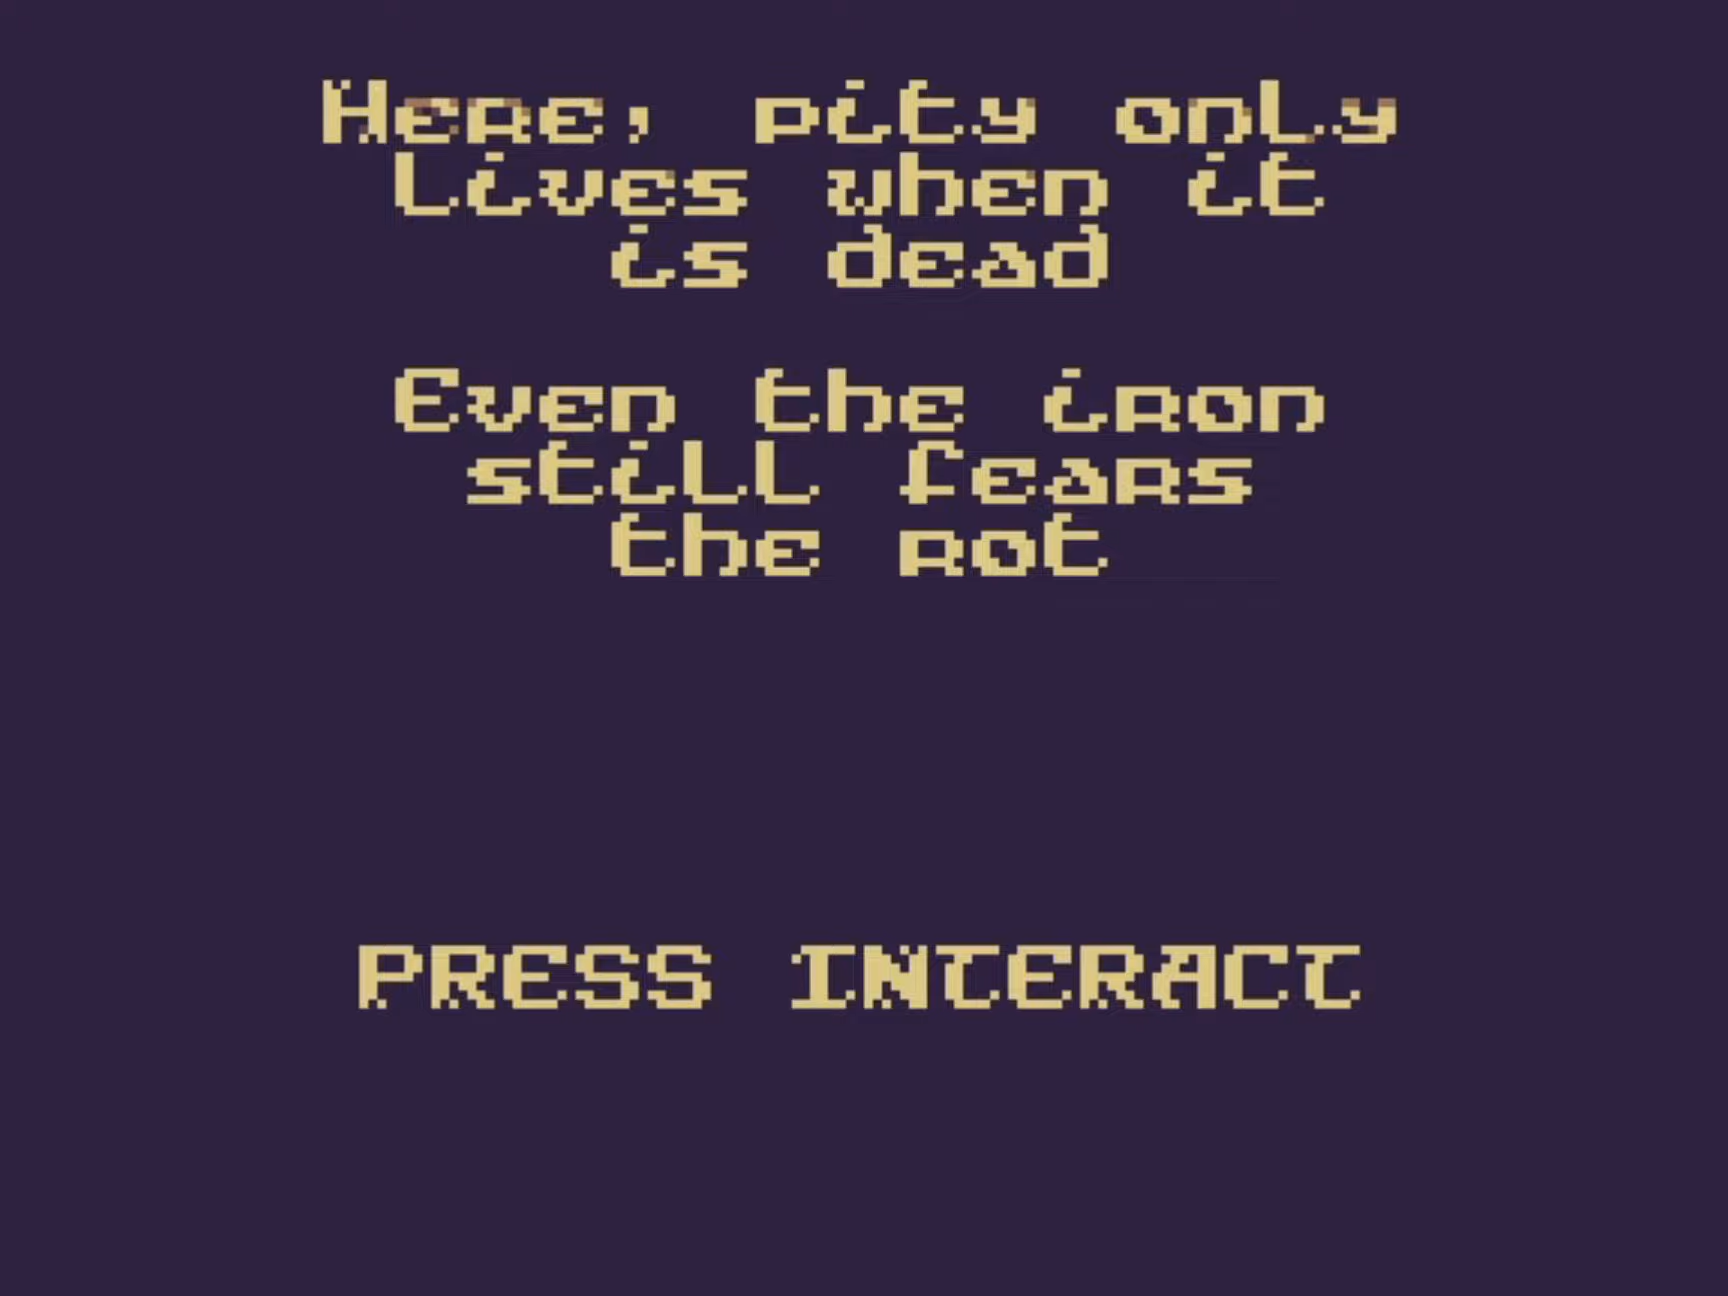 Here, pity only
lives when it
is dead
Even the iron
still fears
the rot
PRESS INTERACT